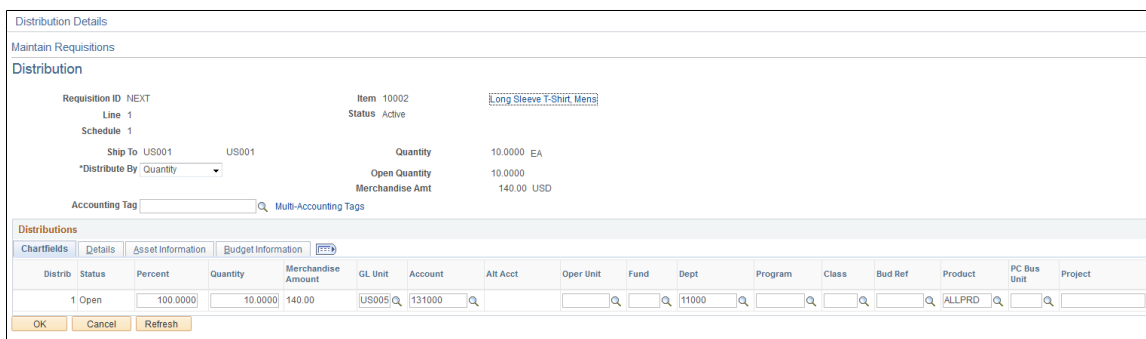 Distribution Details
Maintain Requisitions
Distribution
Requisition ID NEXT Item 10002 Long Sleeve T-Shirt, Mens
Line 1 Status Active
Schedule 1
Ship To US001 US001 Quantity 10.0000 EA
*Distribute By Quantity Open Quantity 10.0000
Merchandise Amt 140.00 USD
Accounting Tag Multi-Accounting Tags
Distributions
Chartfields Details Asset Information Budget Information
Distrib Status Percent Quantity Merchandise Amount GL Unit Account Alt Acct Oper Unit Fund Dept Program Class Bud Ref Product PC Bus Unit Project
1 Open 100.0000 10.0000 140.00 US005 131000 11000 ALLPRD
OK Cancel Refresh